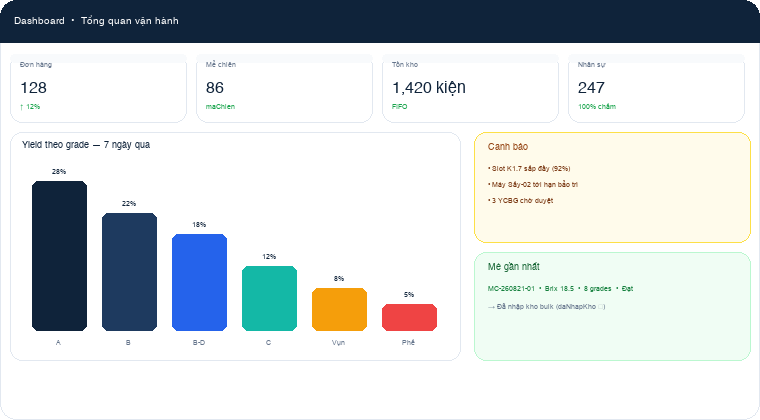 Dashboard • Tổng quan vận hành
Đơn hàng
128
↑ 12%
Mẻ chiên
86
maChien
Tồn kho
1,420 kiện
FIFO
Nhân sự
247
100% chấm
Yield theo grade — 7 ngày qua
28%
22%
18%
12%
8%
5%
A
B
B-D
C
Vụn
Phế
Cảnh báo
• Slot K1.7 sắp đầy (92%)
• Máy Sấy-02 tới hạn bảo trì
• 3 YCBG chờ duyệt
Mẻ gần nhất
MC-260821-01 • Brix 18.5 • 8 grades • Đạt
→ Đã nhập kho bulk (daNhapKho □)